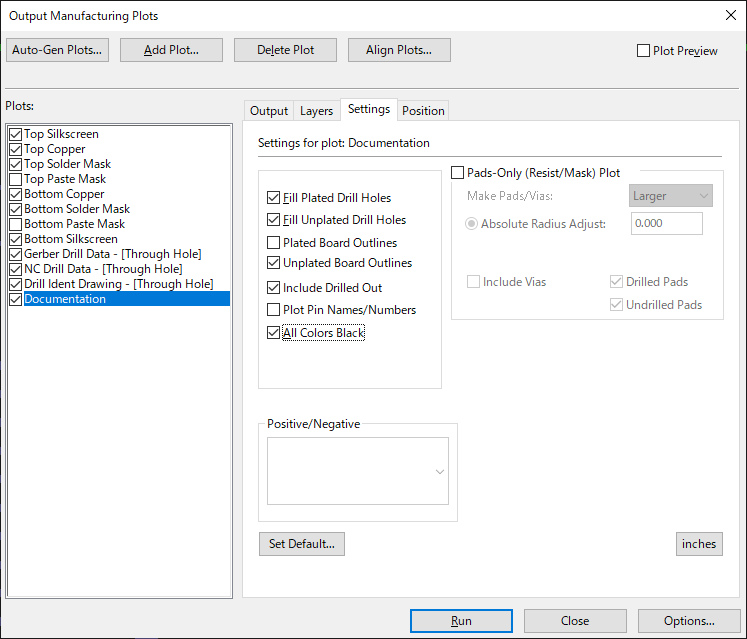 Output Manufacturing Plots
Auto-Gen Plots... Add Plot... Delete Plot Align Plots... Plot Preview
Plots:
Top Silkscreen
Top Copper
Top Solder Mask
Top Paste Mask
Bottom Copper
Bottom Solder Mask
Bottom Paste Mask
Bottom Silkscreen
Gerber Drill Data - [Through Hole]
NC Drill Data - [Through Hole]
Drill Ident Drawing - [Through Hole]
Documentation
Output Layers Settings Position
Settings for plot: Documentation
Fill Plated Drill Holes
Fill Unplated Drill Holes
Plated Board Outlines
Unplated Board Outlines
Include Drilled Out
Plot Pin Names/Numbers
All Colors Black
Pads-Only (Resist/Mask) Plot
Make Pads/Vias: Larger
Absolute Radius Adjust: 0.000
Include Vias Drilled Pads
Undrilled Pads
Positive/Negative
Set Default... inches
Run Close Options...